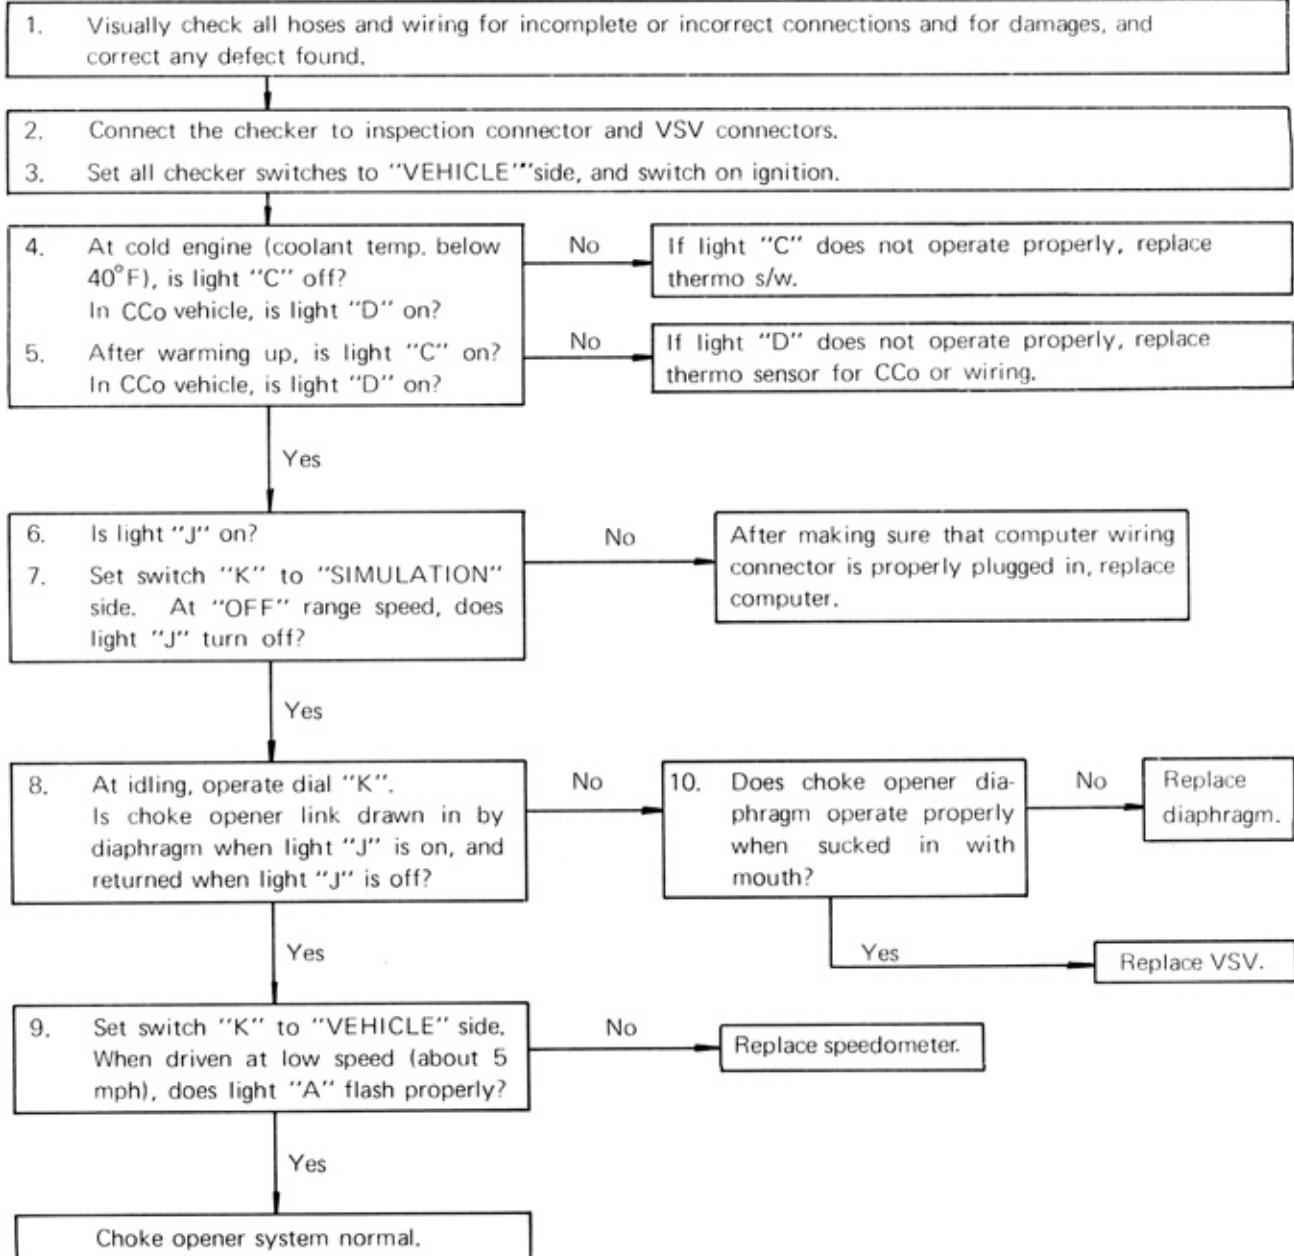 1. Visually check all hoses and wiring for incomplete or incorrect connections and for damages, and
correct any defect found.
2. Connect the checker to inspection connector and VSV connectors.
3. Set all checker switches to "VEHICLE'"side, and switch on ignition.
4. At cold engine (coolant temp. below
40°F), is light "C" off?
In CCo vehicle, is light "D" on?
No
If light "C" does not operate properly, replace
thermo s/w.
5. After warming up, is light "C" on?
In CCo vehicle, is light "D" on?
No
If light "D" does not operate properly, replace
thermo sensor for CCo or wiring.
Yes
6. Is light "J" on?
7. Set switch "K" to "SIMULATION"
side. At "OFF" range speed, does
light "J" turn off?
No
After making sure that computer wiring
connector is properly plugged in, replace
computer.
Yes
8. At idling, operate dial "K".
Is choke opener link drawn in by
diaphragm when light "J" is on, and
returned when light "J" is off?
No
10. Does choke opener dia-
phragm operate properly
when sucked in with
mouth?
No
Replace
diaphragm.
Yes
Replace VSV.
Yes
9. Set switch "K" to "VEHICLE" side.
When driven at low speed (about 5
mph), does light "A" flash properly?
No
Replace speedometer.
Yes
Choke opener system normal.